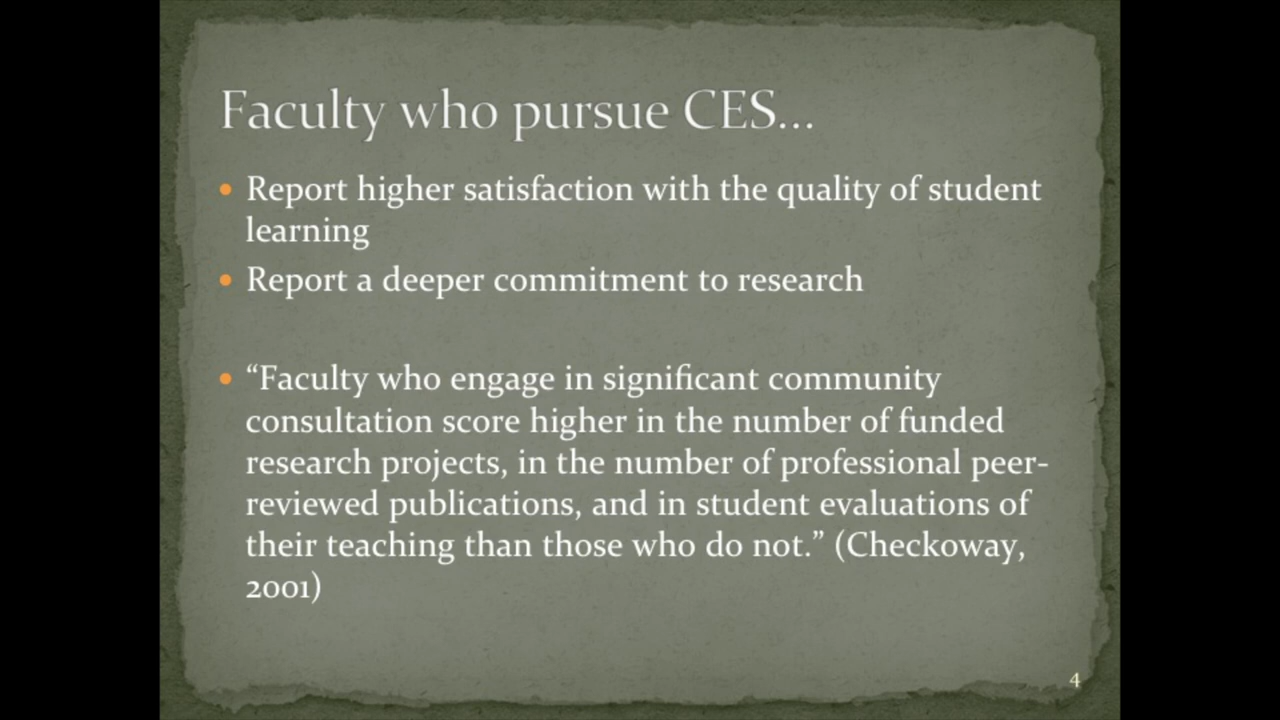 Faculty who pursue CES...
• Report higher satisfaction with the quality of student
learning
• Report a deeper commitment to research
• “Faculty who engage in significant community
consultation score higher in the number of funded
research projects, in the number of professional peer-
reviewed publications, and in student evaluations of
their teaching than those who do not.” (Checkoway,
2001)
4